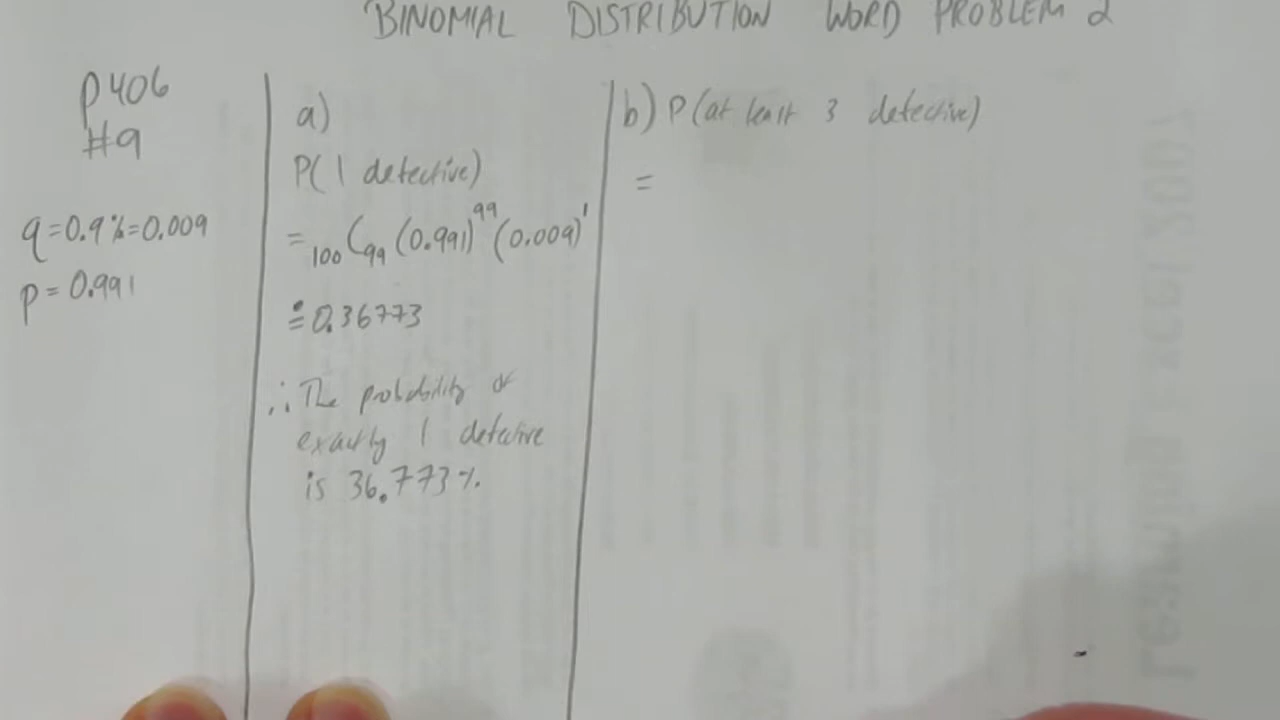 BINOMIAL DISTRIBUTION WORD PROBLEM 2
p406
#9
q=0.9%=0.009
p=0.991
a)
P(1 defective)
=₁₀₀C₉₉(0.991)⁹⁹(0.009)¹
≐0.36773
∴ The probability of
exactly 1 defective
is 36.773%.
b) P(at least 3 defective)
=